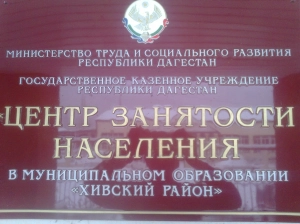 МИНИСТЕРСТВО ТРУДА И СОЦИАЛЬНОГО РАЗВИТИЯ
РЕСПУБЛИКИ ДАГЕСТАН
ГОСУДАРСТВЕННОЕ КАЗЕННОЕ УЧРЕЖДЕНИЕ
РЕСПУБЛИКИ ДАГЕСТАН
«ЦЕНТР ЗАНЯТОСТИ
НАСЕЛЕНИЯ
В МУНИЦИПАЛЬНОМ ОБРАЗОВАНИИ
«ХИВСКИЙ РАЙОН»